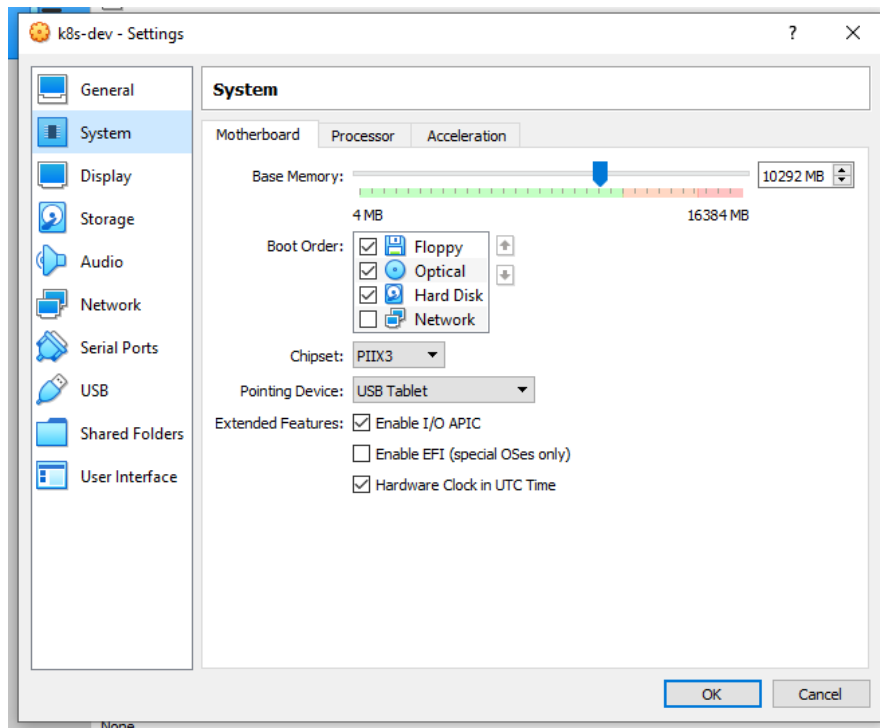 k8s-dev - Settings
General
System
Display
Storage
Audio
Network
Serial Ports
USB
Shared Folders
User Interface
System
Motherboard Processor Acceleration
Base Memory: 10292 MB
4 MB 16384 MB
Boot Order: Floppy
Optical
Hard Disk
Network
Chipset: PIIX3
Pointing Device: USB Tablet
Extended Features: Enable I/O APIC
Enable EFI (special OSes only)
Hardware Clock in UTC Time
OK Cancel
None